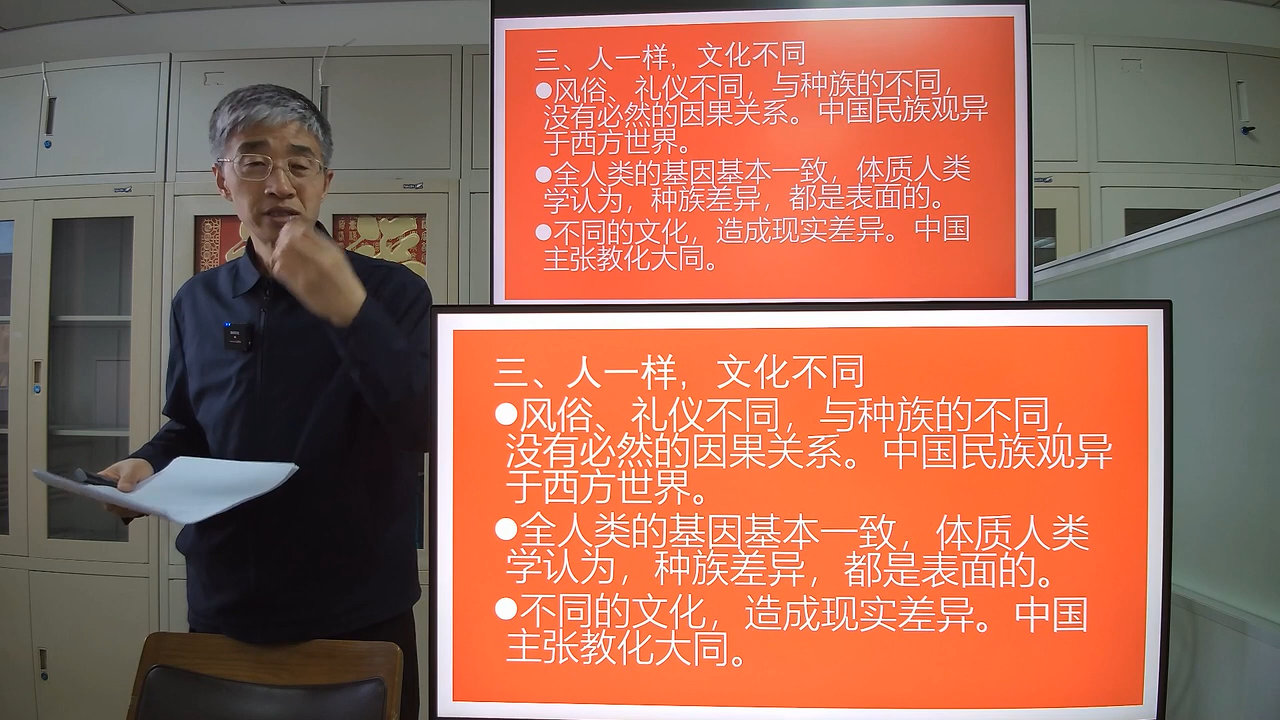 三、人一样，文化不同
●风俗、礼仪不同，与种族的不同，
没有必然的因果关系。中国民族观异
于西方世界。
●全人类的基因基本一致，体质人类
学认为，种族差异，都是表面的。
●不同的文化，造成现实差异。中国
主张教化大同。
三、人一样，文化不同
●风俗、礼仪不同，与种族的不同，
没有必然的因果关系。中国民族观异
于西方世界。
●全人类的基因基本一致，体质人类
学认为，种族差异，都是表面的。
●不同的文化，造成现实差异。中国
主张教化大同。